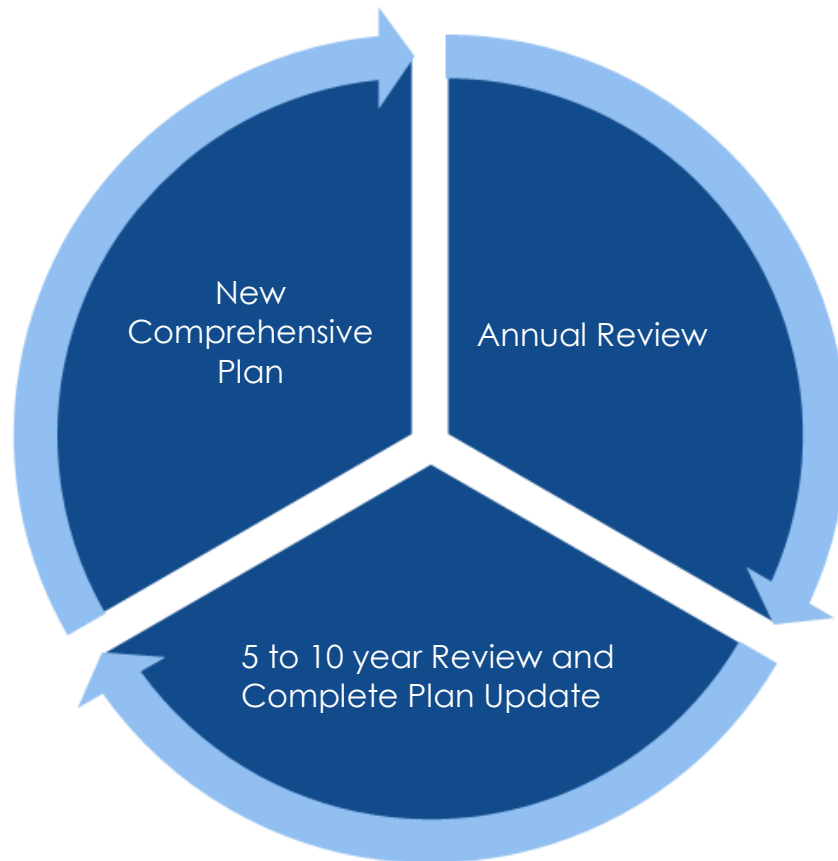 New
Comprehensive
Plan
Annual Review
5 to 10 year Review and
Complete Plan Update